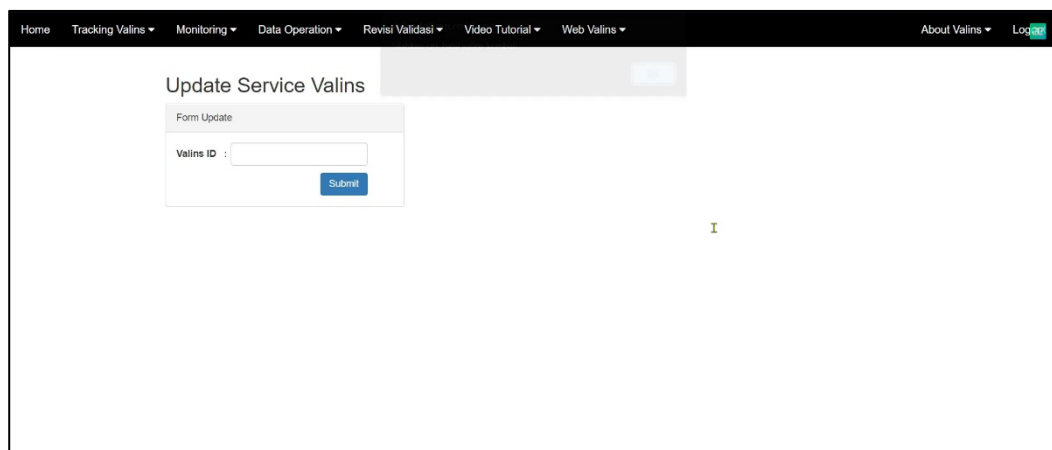 Home Tracking Valins Monitoring Data Operation Revisi Validasi Video Tutorial Web Valins About Valins
Update Service Valins
Form Update
Valins ID :
Submit